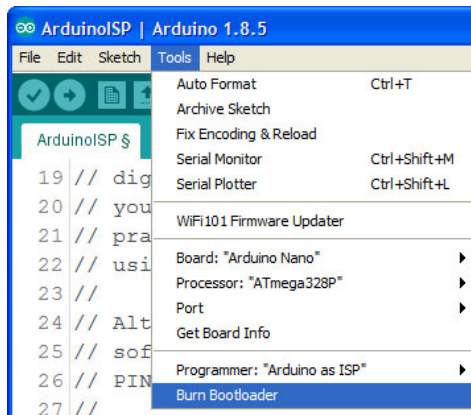 ArduinoISP | Arduino 1.8.5
File Edit Sketch Tools Help
Auto Format Ctrl+T
Archive Sketch
Fix Encoding & Reload
Serial Monitor Ctrl+Shift+M
Serial Plotter Ctrl+Shift+L
WiFi101 Firmware Updater
Board: "Arduino Nano"
Processor: "ATmega328P"
Port
Get Board Info
Programmer: "Arduino as ISP"
Burn Bootloader
ArduinoISP §
19 // dig
20 // you
21 // pra
22 // usi
23 //
24 // Alt
25 // sof
26 // PIN
27 //